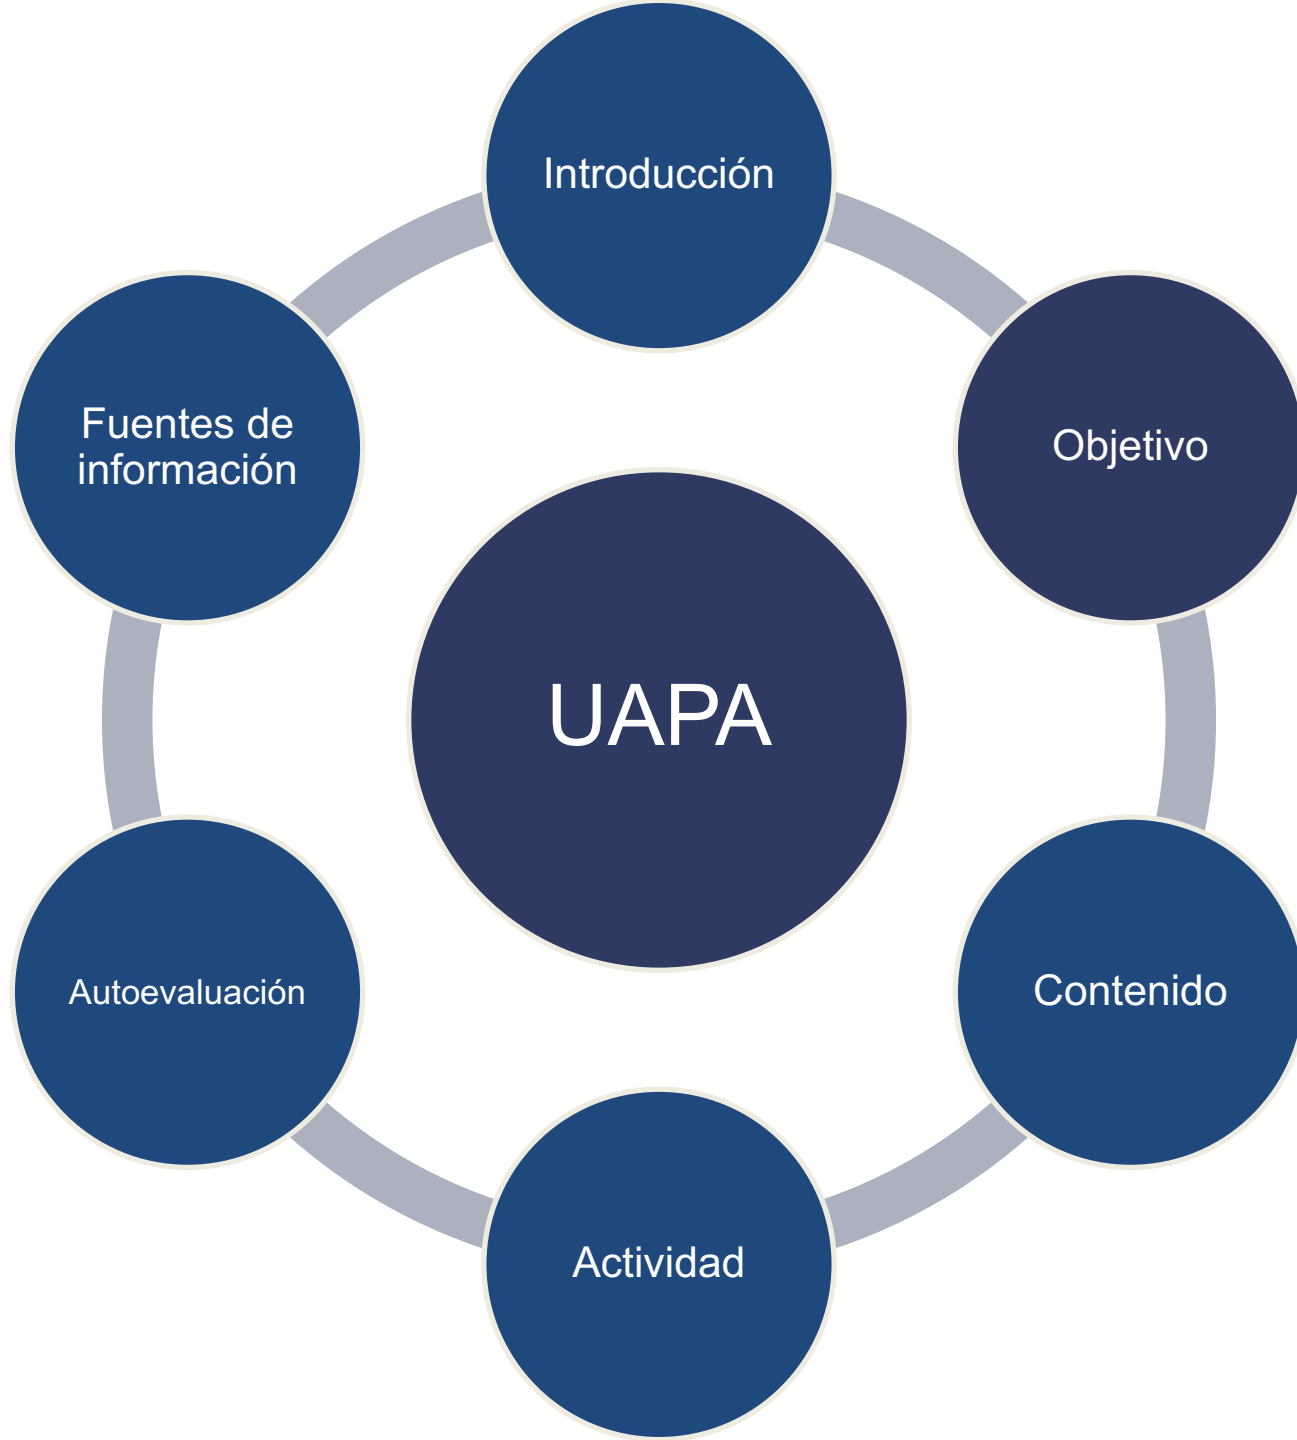 Introducción
Objetivo
Contenido
Actividad
Autoevaluación
Fuentes de
información
UAPA